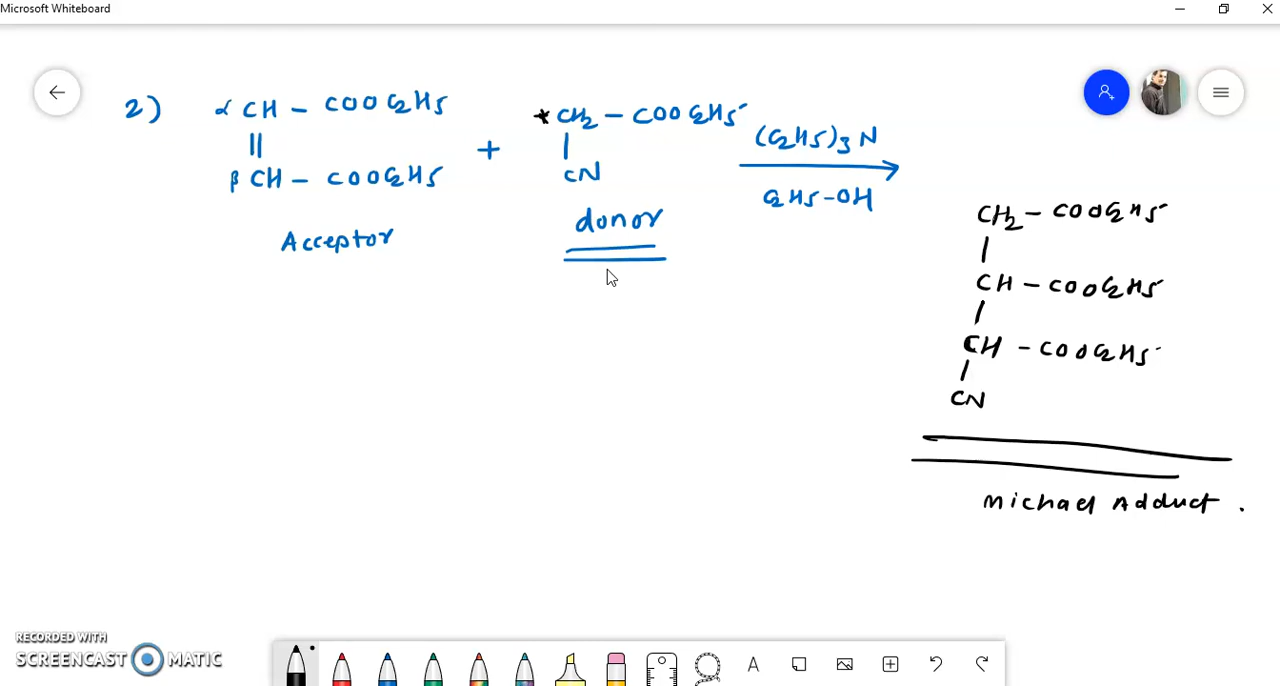 Microsoft Whiteboard
2) α CH – COOC2H5 + *CH2 – COOC2H5 (C2H5)3N
||
|
β CH – COOC2H5
CN
C2H5-OH
Acceptor
donor
CH2 – COOC2H5
|
CH – COOC2H5
|
CH – COOC2H5
|
CN
Michael Adduct .
RECORDED WITH
SCREENCAST MATIC
A